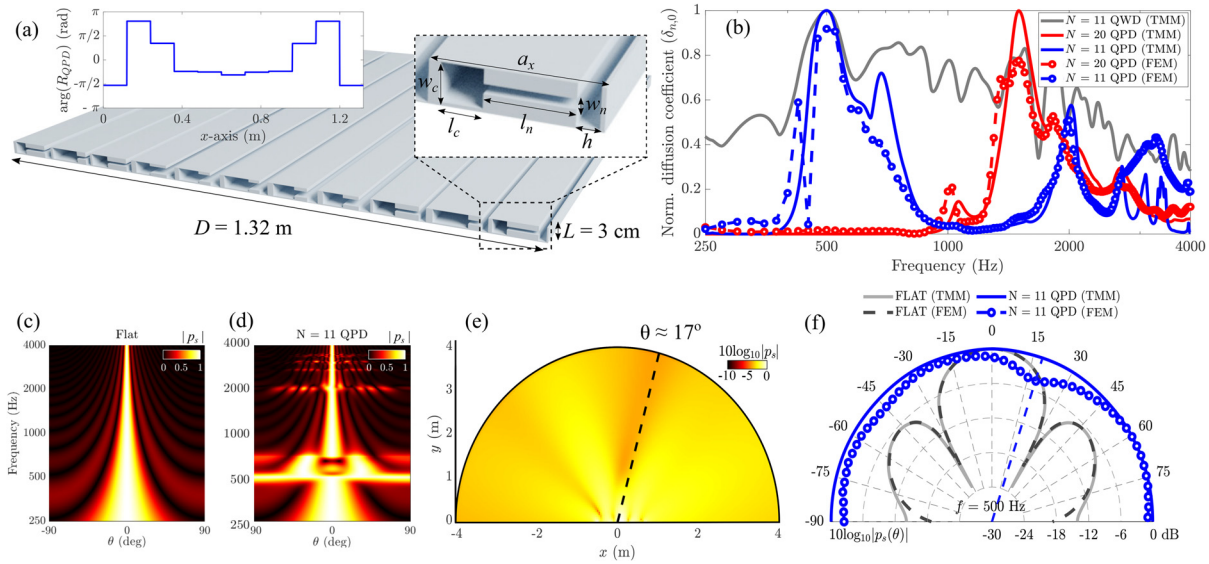 (a)
arg(R_QPD) (rad)
π
π/2
0
-π/2
-π
0 0.4 0.8 1.2
x-axis (m)
a_x
w_c
w_n
l_c
l_n
h
D = 1.32 m
L = 3 cm
(b)
Norm. diffusion coefficient (δ_n,0)
1
0.8
0.6
0.4
0.2
0
250 500 1000 2000 4000
Frequency (Hz)
N = 11 QWD (TMM)
N = 20 QPD (TMM)
N = 11 QPD (TMM)
N = 20 QPD (FEM)
N = 11 QPD (FEM)
(c)
Flat
|p_s|
0 0.5 1
Frequency (Hz)
4000
2000
1000
500
250
-90 0 90
θ (deg)
(d)
N = 11 QPD
|p_s|
0 0.5 1
4000
2000
1000
500
250
-90 0 90
θ (deg)
(e)
θ ≈ 17º
10log10|p_s|
-10 -5 0
y (m)
4
3
2
1
0
-4 -2 0 2 4
x (m)
(f)
FLAT (TMM)
FLAT (FEM)
N = 11 QPD (TMM)
N = 11 QPD (FEM)
-90
-75
-60
-45
-30
-15
0
15
30
45
60
75
f = 500 Hz
10log10|p_s(θ)|
-30 -24 -18 -12 -6 0 dB